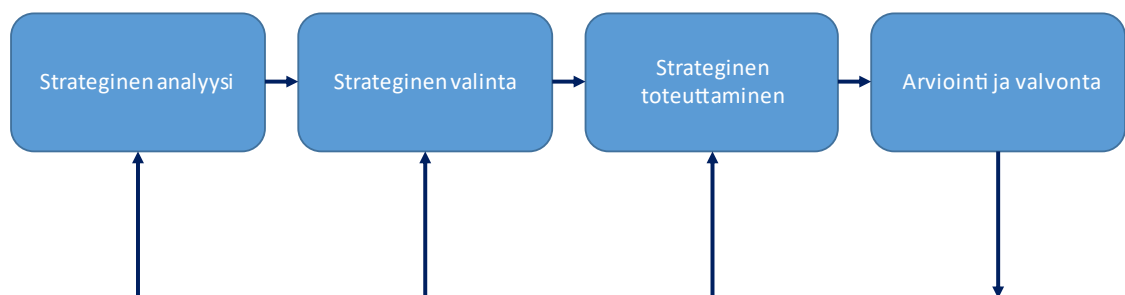 Strateginen analyysi
Strateginen valinta
Strateginen
toteuttaminen
Arviointi ja valvonta